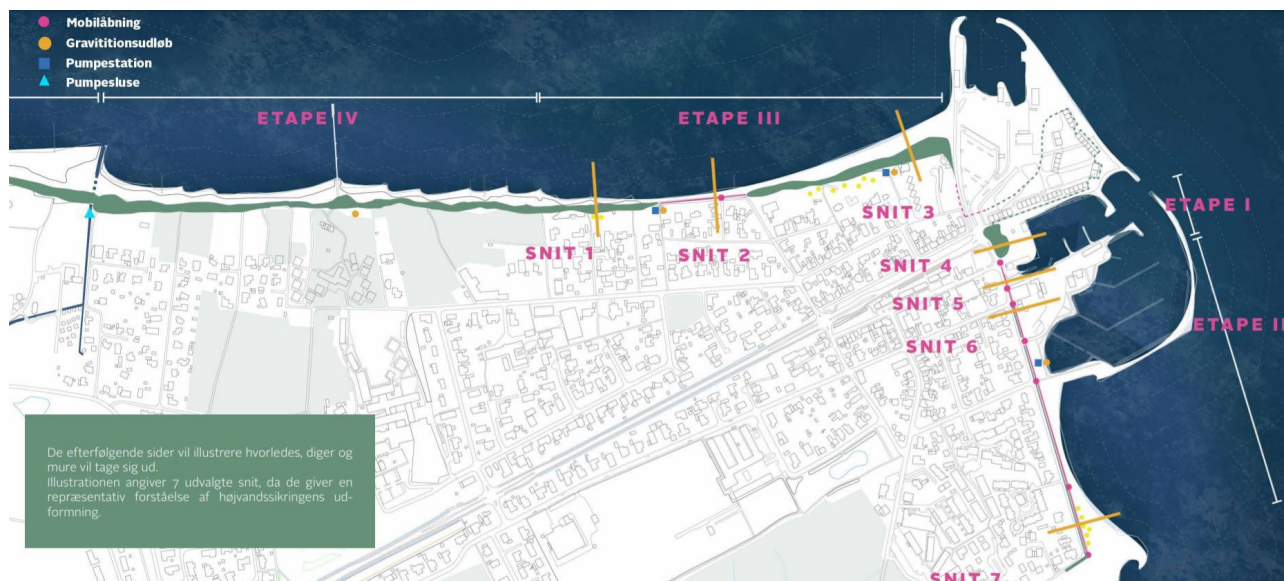 Mobilåbning
Gravititionsudløb
Pumpestation
Pumpesluse
ETAPE IV
ETAPE III
ETAPE I
ETAPE II
SNIT 1
SNIT 2
SNIT 3
SNIT 4
SNIT 5
SNIT 6
SNIT 7
De efterfølgende sider vil illustrere hvorledes, diger og
mure vil tage sig ud.
Illustrationen angiver 7 udvalgte snit, da de giver en
repræsentativ forståelse af højvandssikringens ud-
formning.